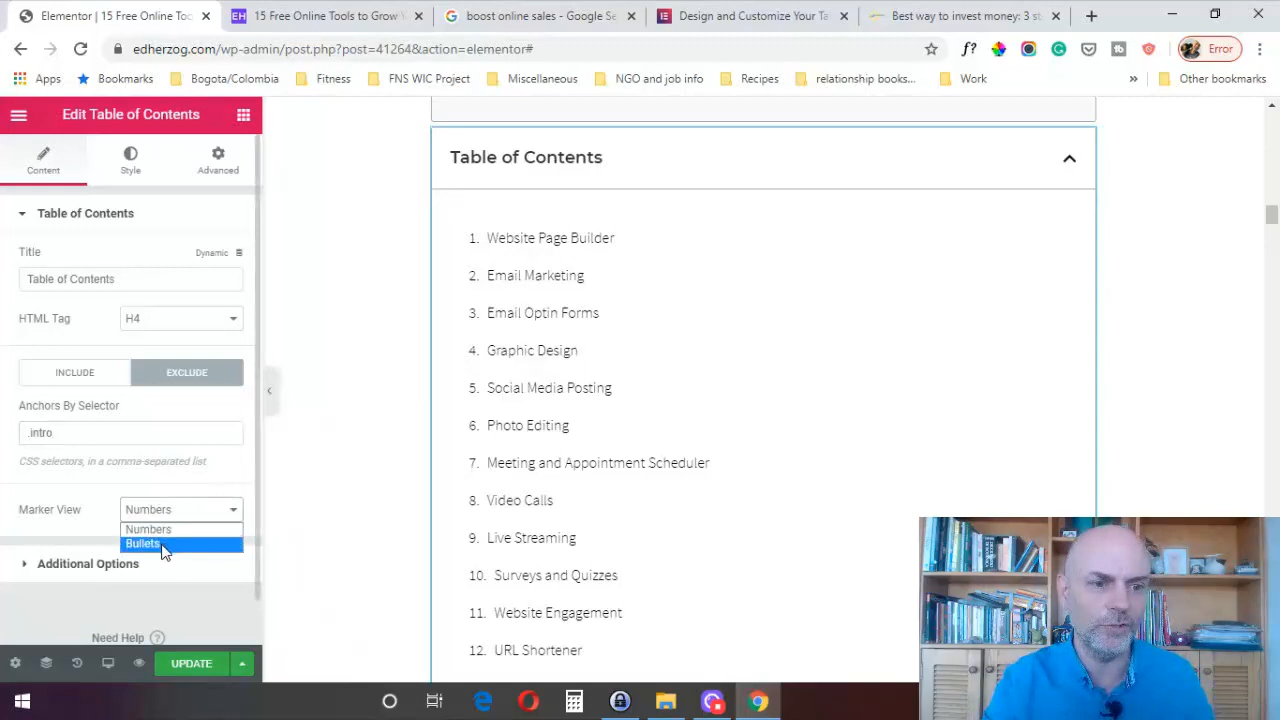 Elementor | 15 Free Online Tools
EH 15 Free Online Tools to Grow
boost online sales - Google Se
Design and Customize Your Ta
Best way to invest money: 3 s
edherzog.com/wp-admin/post.php?post=41264&action=elementor#
f?
Error
Apps
Bookmarks
Bogota/Colombia
Fitness
FNS WIC Project
Miscellaneous
NGO and job info
Recipes
relationship books...
Work
»
Other bookmarks
Edit Table of Contents
Content
Style
Advanced
Table of Contents
Title
Dynamic
Table of Contents
HTML Tag
H4
INCLUDE
EXCLUDE
Anchors By Selector
.intro
CSS selectors, in a comma-separated list
Marker View
Numbers
Numbers
Bullets
Additional Options
Need Help ?
UPDATE
Table of Contents
1. Website Page Builder
2. Email Marketing
3. Email Optin Forms
4. Graphic Design
5. Social Media Posting
6. Photo Editing
7. Meeting and Appointment Scheduler
8. Video Calls
9. Live Streaming
10. Surveys and Quizzes
11. Website Engagement
12. URL Shortener